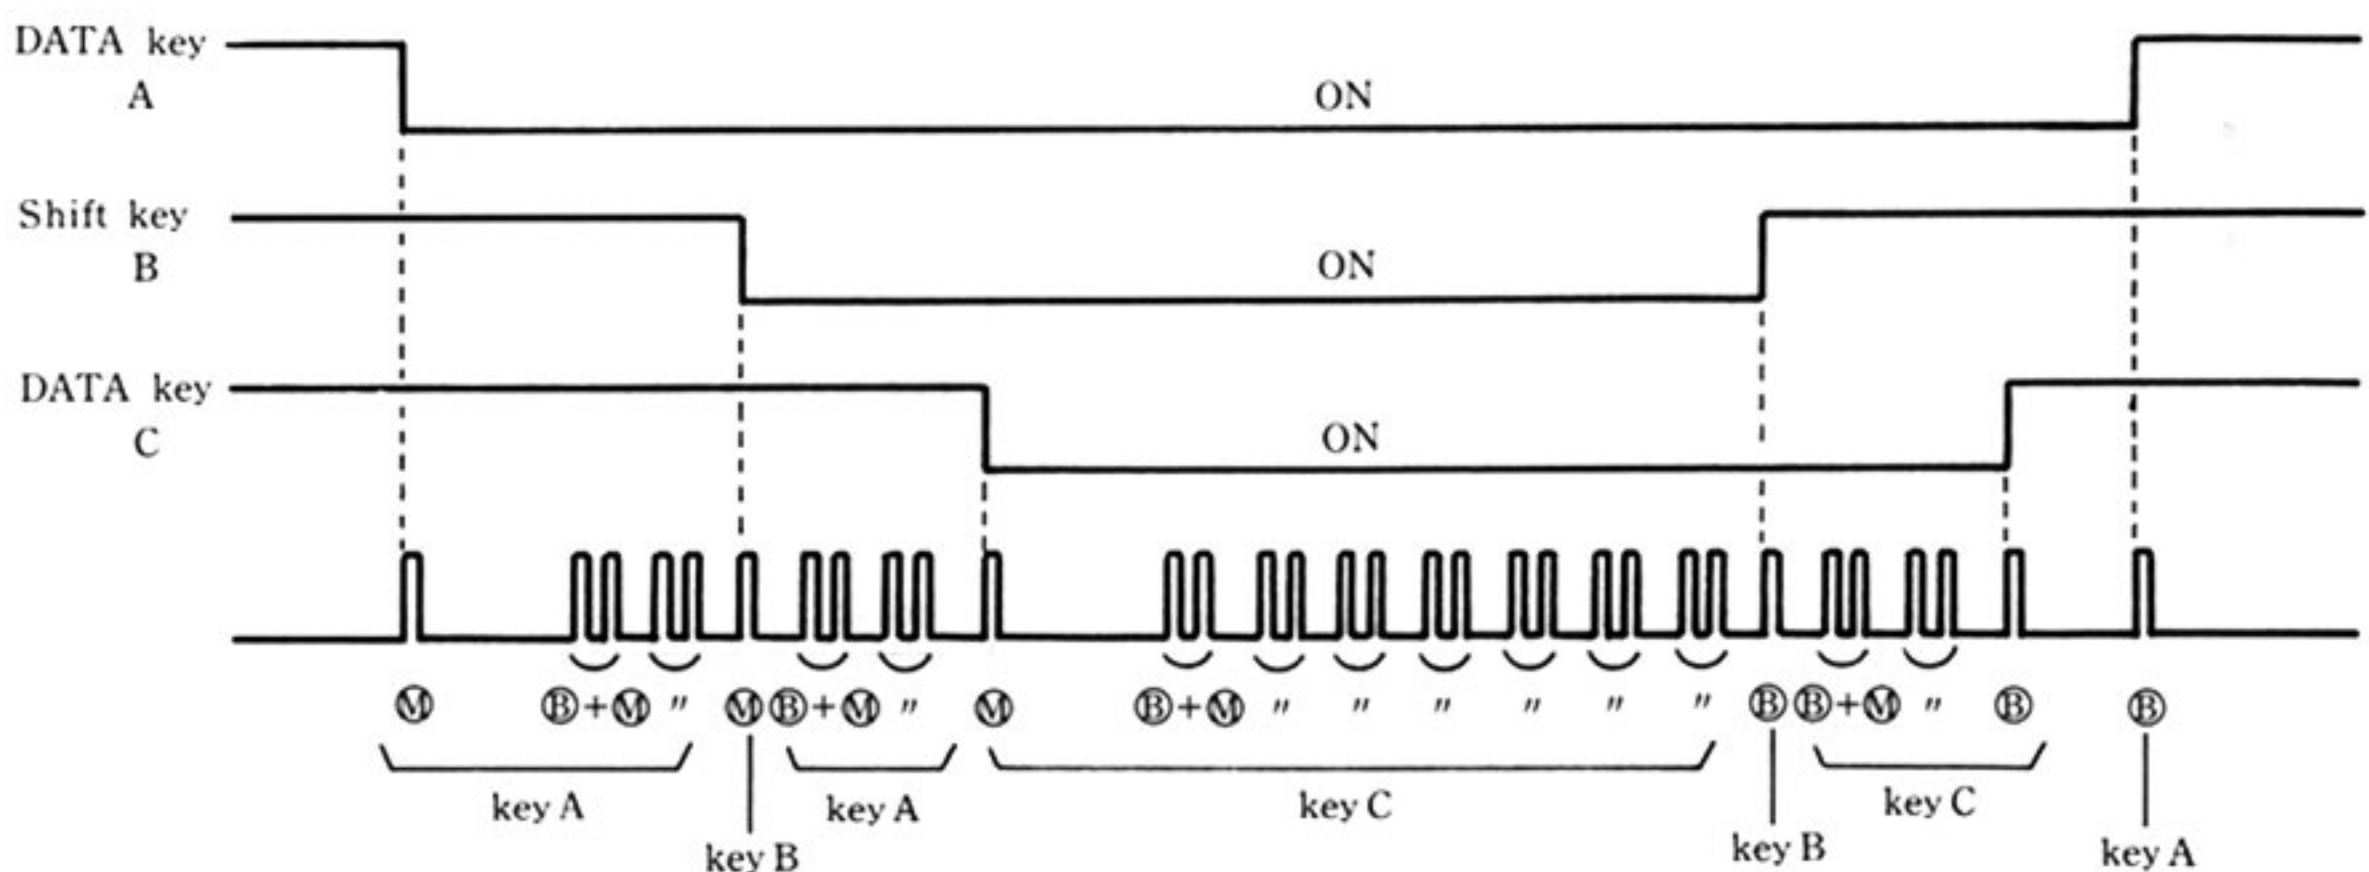 DATA key
A
ON
Shift key
B
ON
DATA key
C
ON
Ⓜ Ⓑ+Ⓜ 〃 Ⓜ Ⓑ+Ⓜ 〃 Ⓜ Ⓑ+Ⓜ 〃 〃 〃 〃 〃 〃 Ⓑ Ⓑ+Ⓜ 〃 Ⓑ Ⓑ
key A
key B
key A
key C
key B
key C
key A